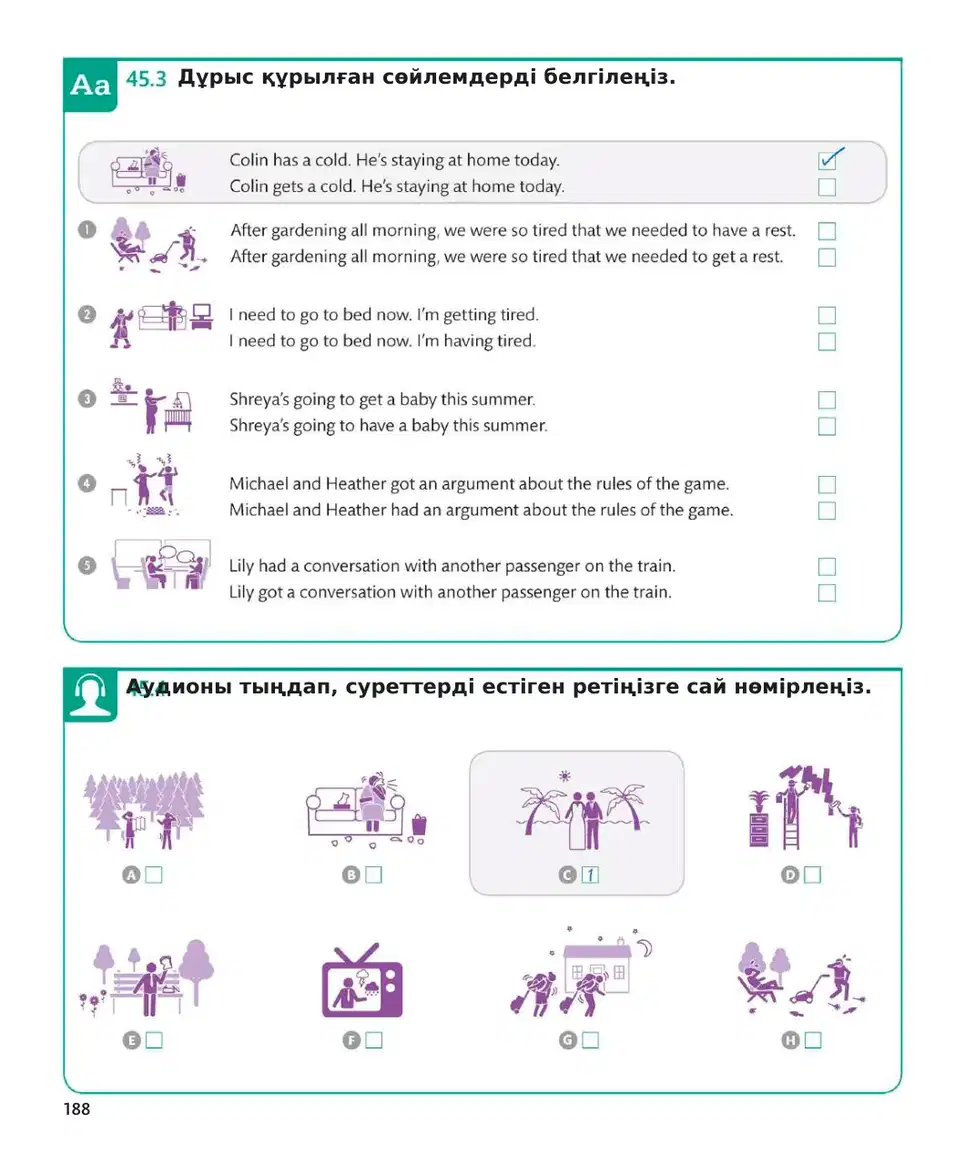 Aa 45.3 Дұрыс құрылған сөйлемдерді белгілеңіз.
Colin has a cold. He's staying at home today.
Colin gets a cold. He's staying at home today.
1 After gardening all morning, we were so tired that we needed to have a rest.
After gardening all morning, we were so tired that we needed to get a rest.
2 I need to go to bed now. I'm getting tired.
I need to go to bed now. I'm having tired.
3 Shreya's going to get a baby this summer.
Shreya's going to have a baby this summer.
4 Michael and Heather got an argument about the rules of the game.
Michael and Heather had an argument about the rules of the game.
5 Lily had a conversation with another passenger on the train.
Lily got a conversation with another passenger on the train.
Аудионы тыңдап, суреттерді естіген ретіңізге сай нөмірлеңіз.
A B C 1 D
E F G H
188